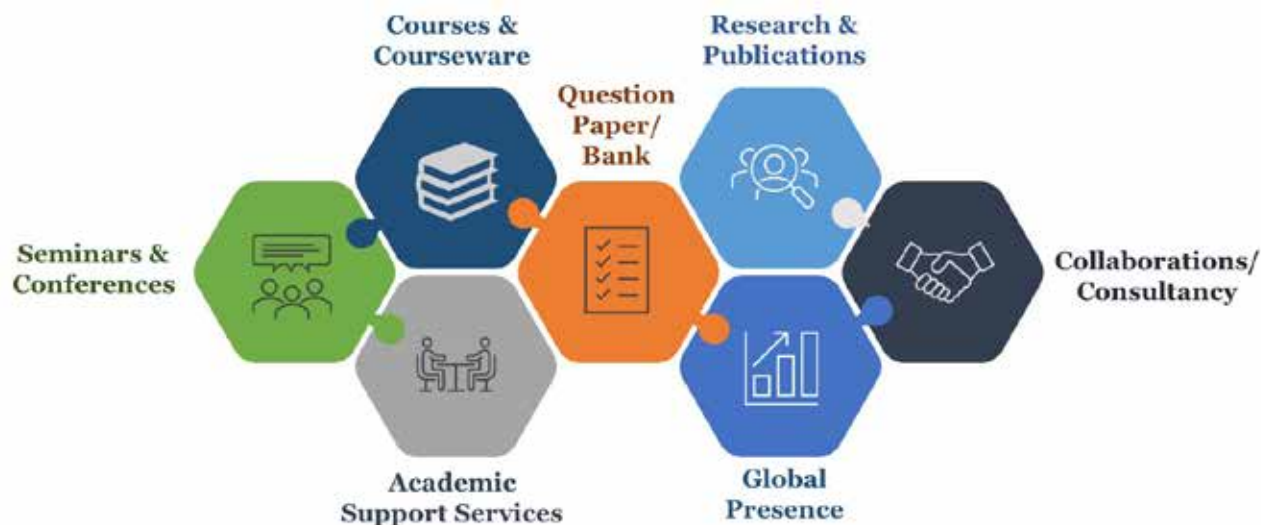 Courses &
Courseware
Research &
Publications
Question
Paper/
Bank
Seminars &
Conferences
Collaborations/
Consultancy
Academic
Support Services
Global
Presence